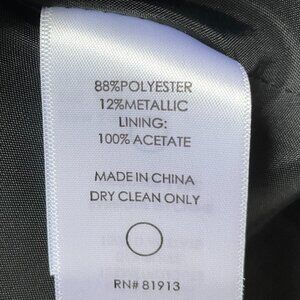 88%POLYESTER
12%METALLIC
LINING:
100% ACETATE
MADE IN CHINA
DRY CLEAN ONLY
RN# 81913